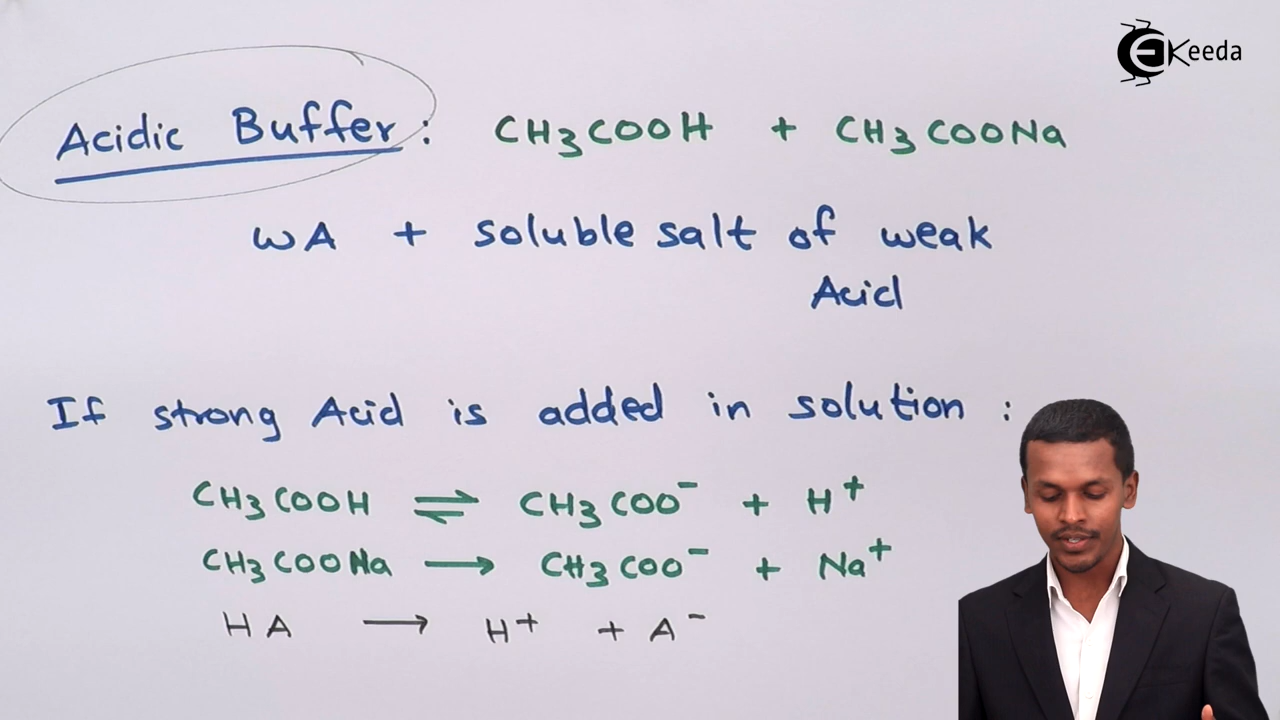 EKeeda
Acidic Buffer : CH3COOH + CH3COONa
WA + soluble salt of weak
Acid
If strong Acid is added in solution :
CH3COOH ⇌ CH3COO⁻ + H⁺
CH3COONa ⟶ CH3COO⁻ + Na⁺
HA ⟶ H⁺ + A⁻